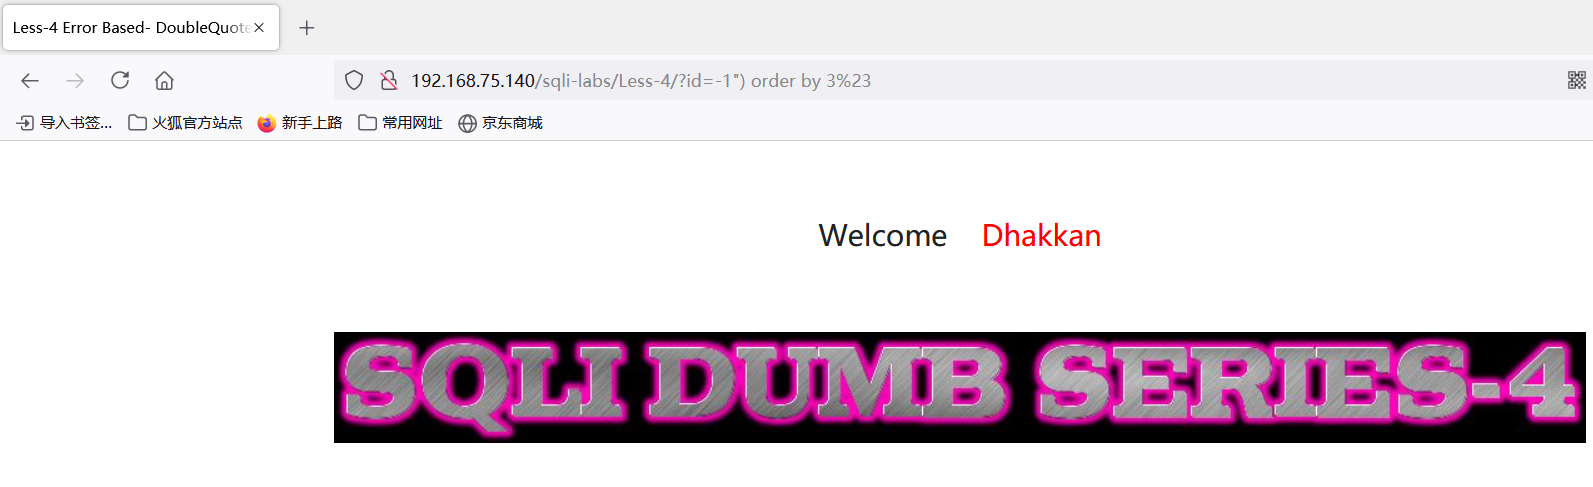 Less-4 Error Based- DoubleQuote
192.168.75.140/sqli-labs/Less-4/?id=-1") order by 3%23
导入书签... 火狐官方站点 新手上路 常用网址 京东商城
Welcome Dhakkan
SQLI DUMB SERIES-4